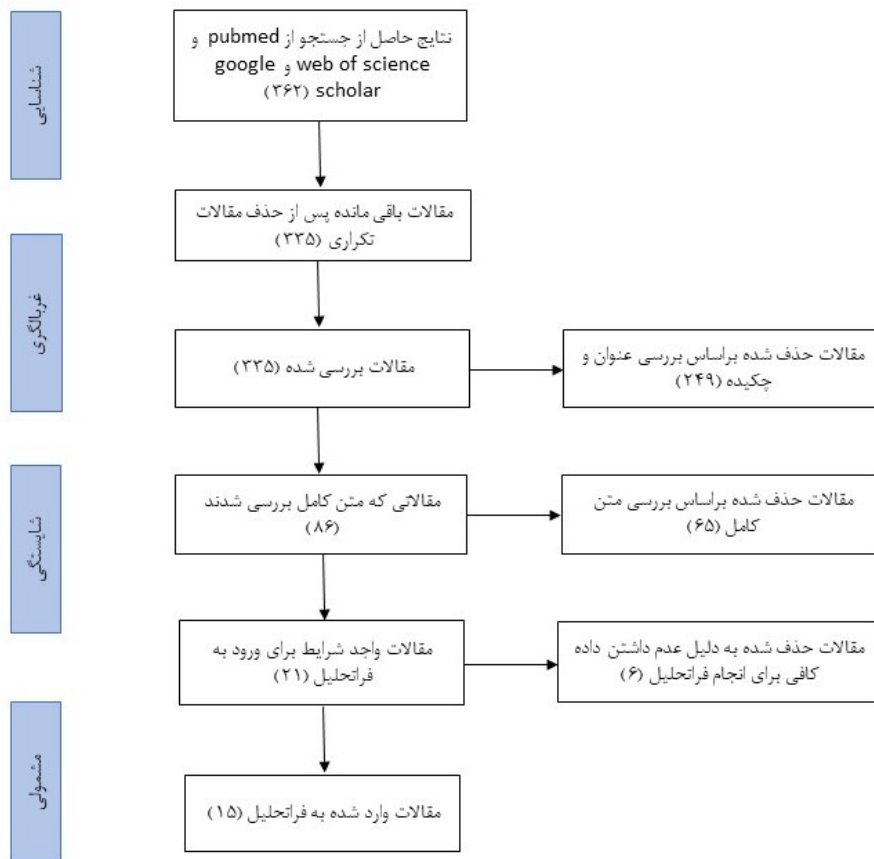 شناسایی
نتایج حاصل از جستجو از pubmed و
web of science و google
scholar (۳۶۲)
مقالات باقی مانده پس از حذف مقالات
تکراری (۳۳۵)
غربالگری
مقالات بررسی شده (۳۳۵)
مقالات حذف شده براساس بررسی عنوان و
چکیده (۲۴۹)
شایستگی
مقالاتی که متن کامل بررسی شدند
(۸۶)
مقالات حذف شده براساس بررسی متن
کامل (۶۵)
مقالات واجد شرایط برای ورود به
فراتحلیل (۲۱)
مقالات حذف شده به دلیل عدم داشتن داده
کافی برای انجام فراتحلیل (۶)
مشمولی
مقالات وارد شده به فراتحلیل (۱۵)